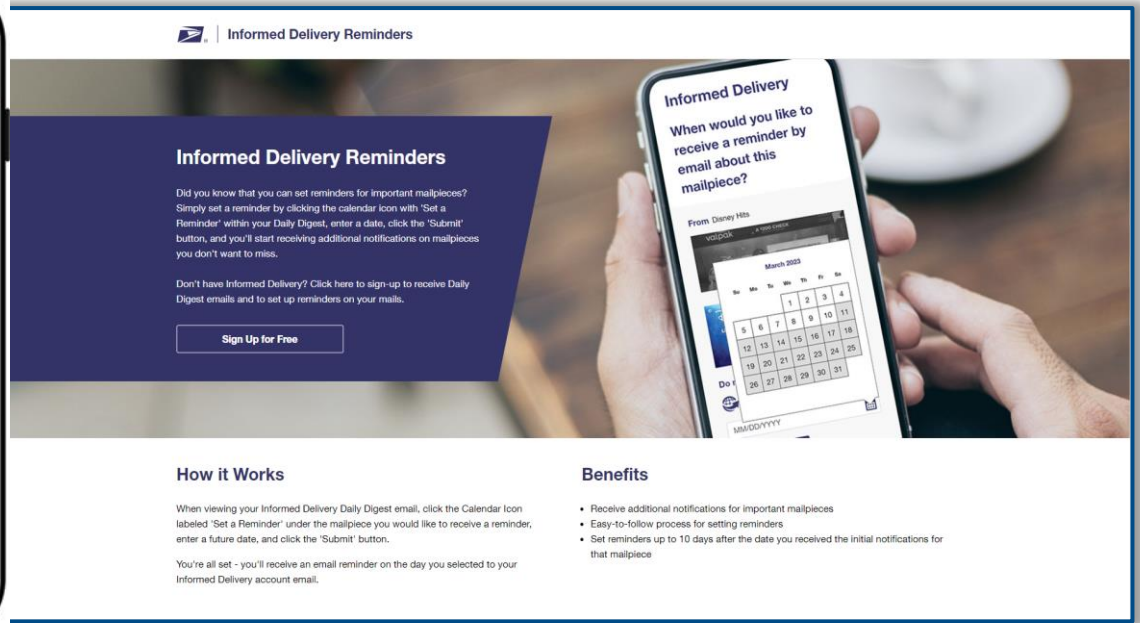 Informed Delivery Reminders
Informed Delivery Reminders
Did you know that you can set reminders for important mailpieces?
Simply set a reminder by clicking the calendar icon with 'Set a
Reminder' within your Daily Digest, enter a date, click the 'Submit'
button, and you'll start receiving additional notifications on mailpieces
you don't want to miss.
Don't have Informed Delivery? Click here to sign-up to receive Daily
Digest emails and to set up reminders on your mails.
Sign Up for Free
Informed Delivery
When would you like to
receive a reminder by
email about this
mailpiece?
From Disney Hits
valpak
March 2023
Su Mo Tu We Th Fr Sa
1 2 3 4
5 6 7 8 9 10 11
12 13 14 15 16 17 18
19 20 21 22 23 24 25
26 27 28 29 30 31
MM/DD/YYYY
How it Works
When viewing your Informed Delivery Daily Digest email, click the Calendar Icon
labeled 'Set a Reminder' under the mailpiece you would like to receive a reminder,
enter a future date, and click the 'Submit' button.
You're all set - you'll receive an email reminder on the day you selected to your
Informed Delivery account email.
Benefits
• Receive additional notifications for important mailpieces
• Easy-to-follow process for setting reminders
• Set reminders up to 10 days after the date you received the initial notifications for
that mailpiece